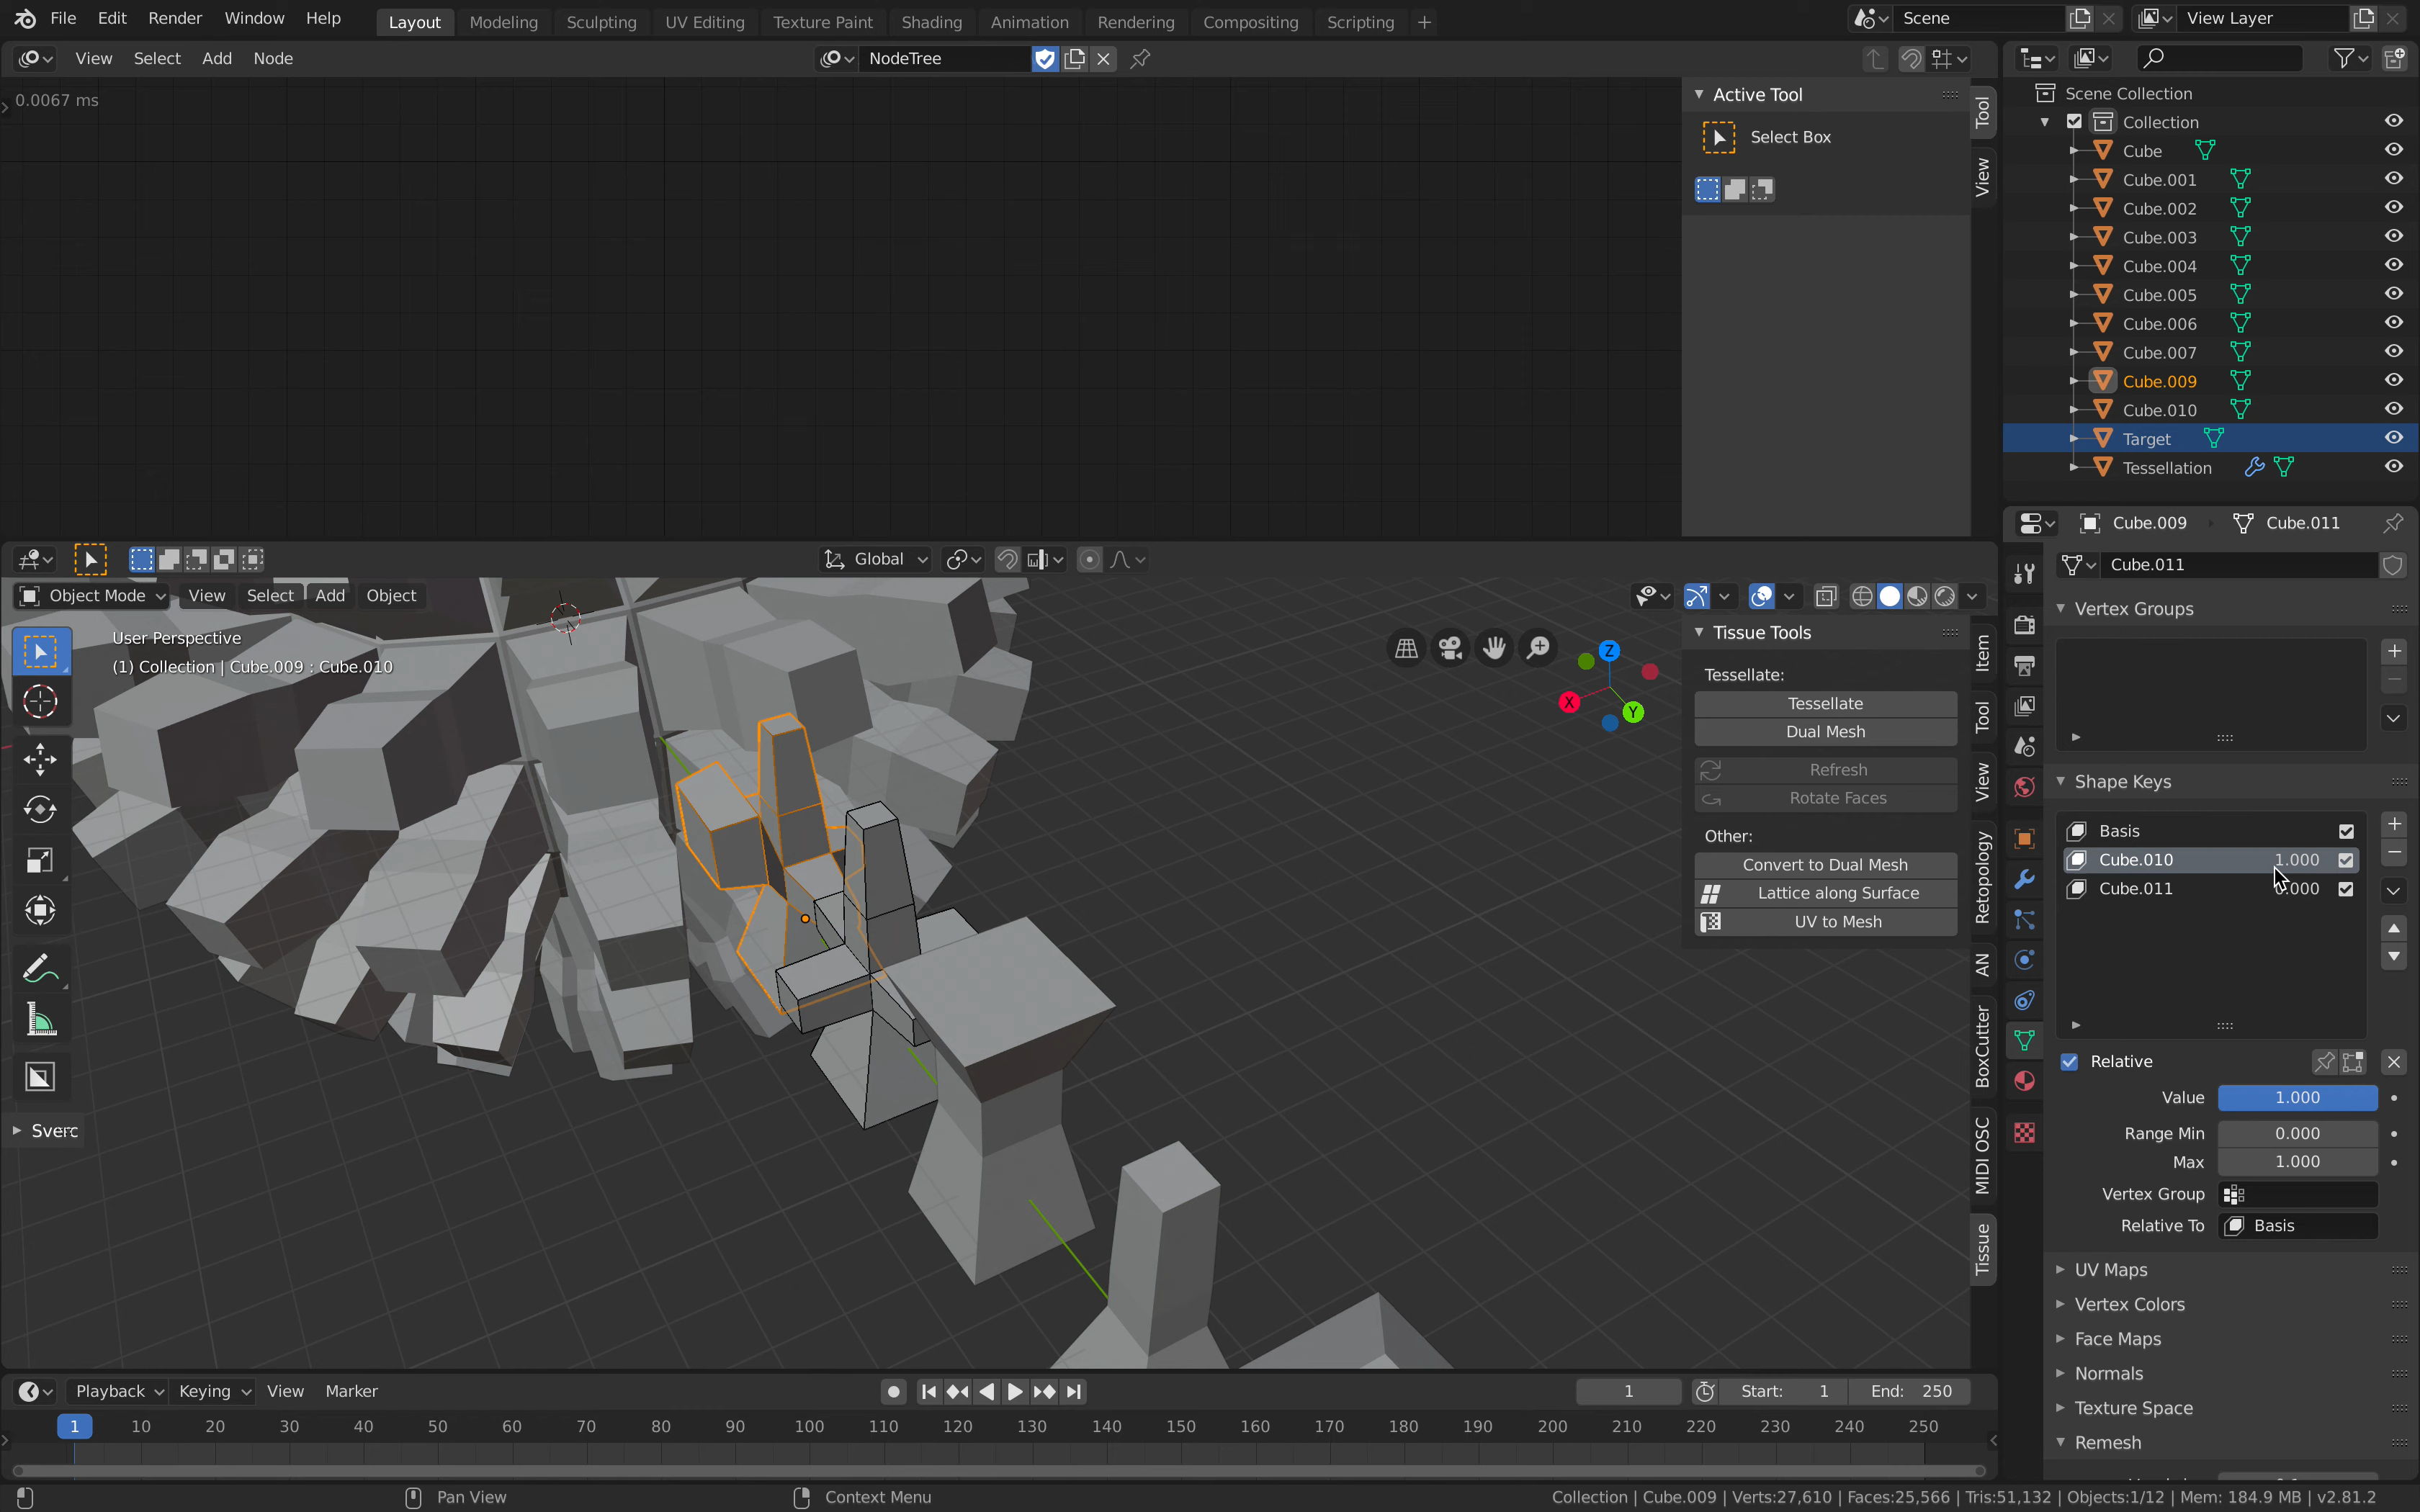 File Edit Render Window Help Layout Modeling Sculpting UV Editing Texture Paint Shading Animation Rendering Compositing Scripting + Scene View Layer
View Select Add Node NodeTree
0.0067 ms
Active Tool
Select Box
Tool
View
Scene Collection
Collection
Cube
Cube.001
Cube.002
Cube.003
Cube.004
Cube.005
Cube.006
Cube.007
Cube.009
Cube.010
Target
Tessellation
Global
Object Mode View Select Add Object
User Perspective
(1) Collection | Cube.009 : Cube.010
Z
X
Y
Tissue Tools
Tessellate:
Tessellate
Dual Mesh
Refresh
Rotate Faces
Other:
Convert to Dual Mesh
Lattice along Surface
UV to Mesh
Item
Tool
View
Retopology
AN
BoxCutter
MIDI OSC
Tissue
Sverc
Cube.009 Cube.011
Cube.011
Vertex Groups
Shape Keys
Basis
Cube.010 1.000
Cube.011
Relative
Value 1.000
Range Min 0.000
Max 1.000
Vertex Group
Relative To Basis
UV Maps
Vertex Colors
Face Maps
Normals
Texture Space
Remesh
Playback Keying View Marker 1 Start: 1 End: 250
1 10 20 30 40 50 60 70 80 90 100 110 120 130 140 150 160 170 180 190 200 210 220 230 240 250
Pan View Context Menu Collection | Cube.009 | Verts:27,610 | Faces:25,566 | Tris:51,132 | Objects:1/12 | Mem: 184.9 MB | v2.81.2